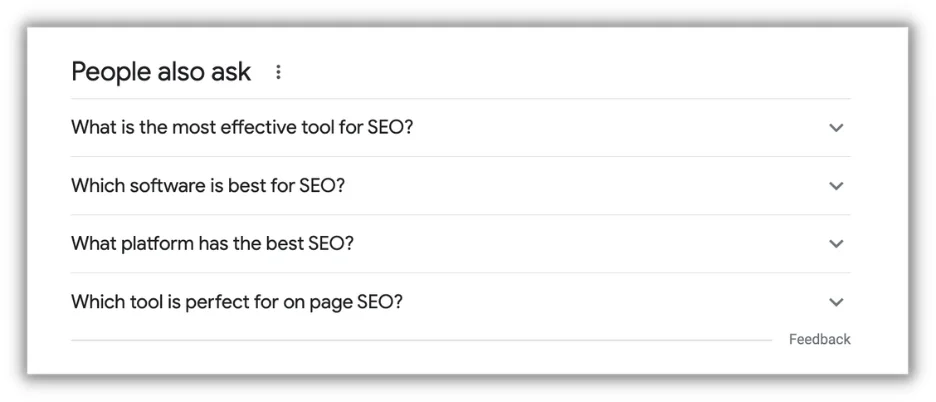 People also ask
What is the most effective tool for SEO?
Which software is best for SEO?
What platform has the best SEO?
Which tool is perfect for on page SEO?
Feedback